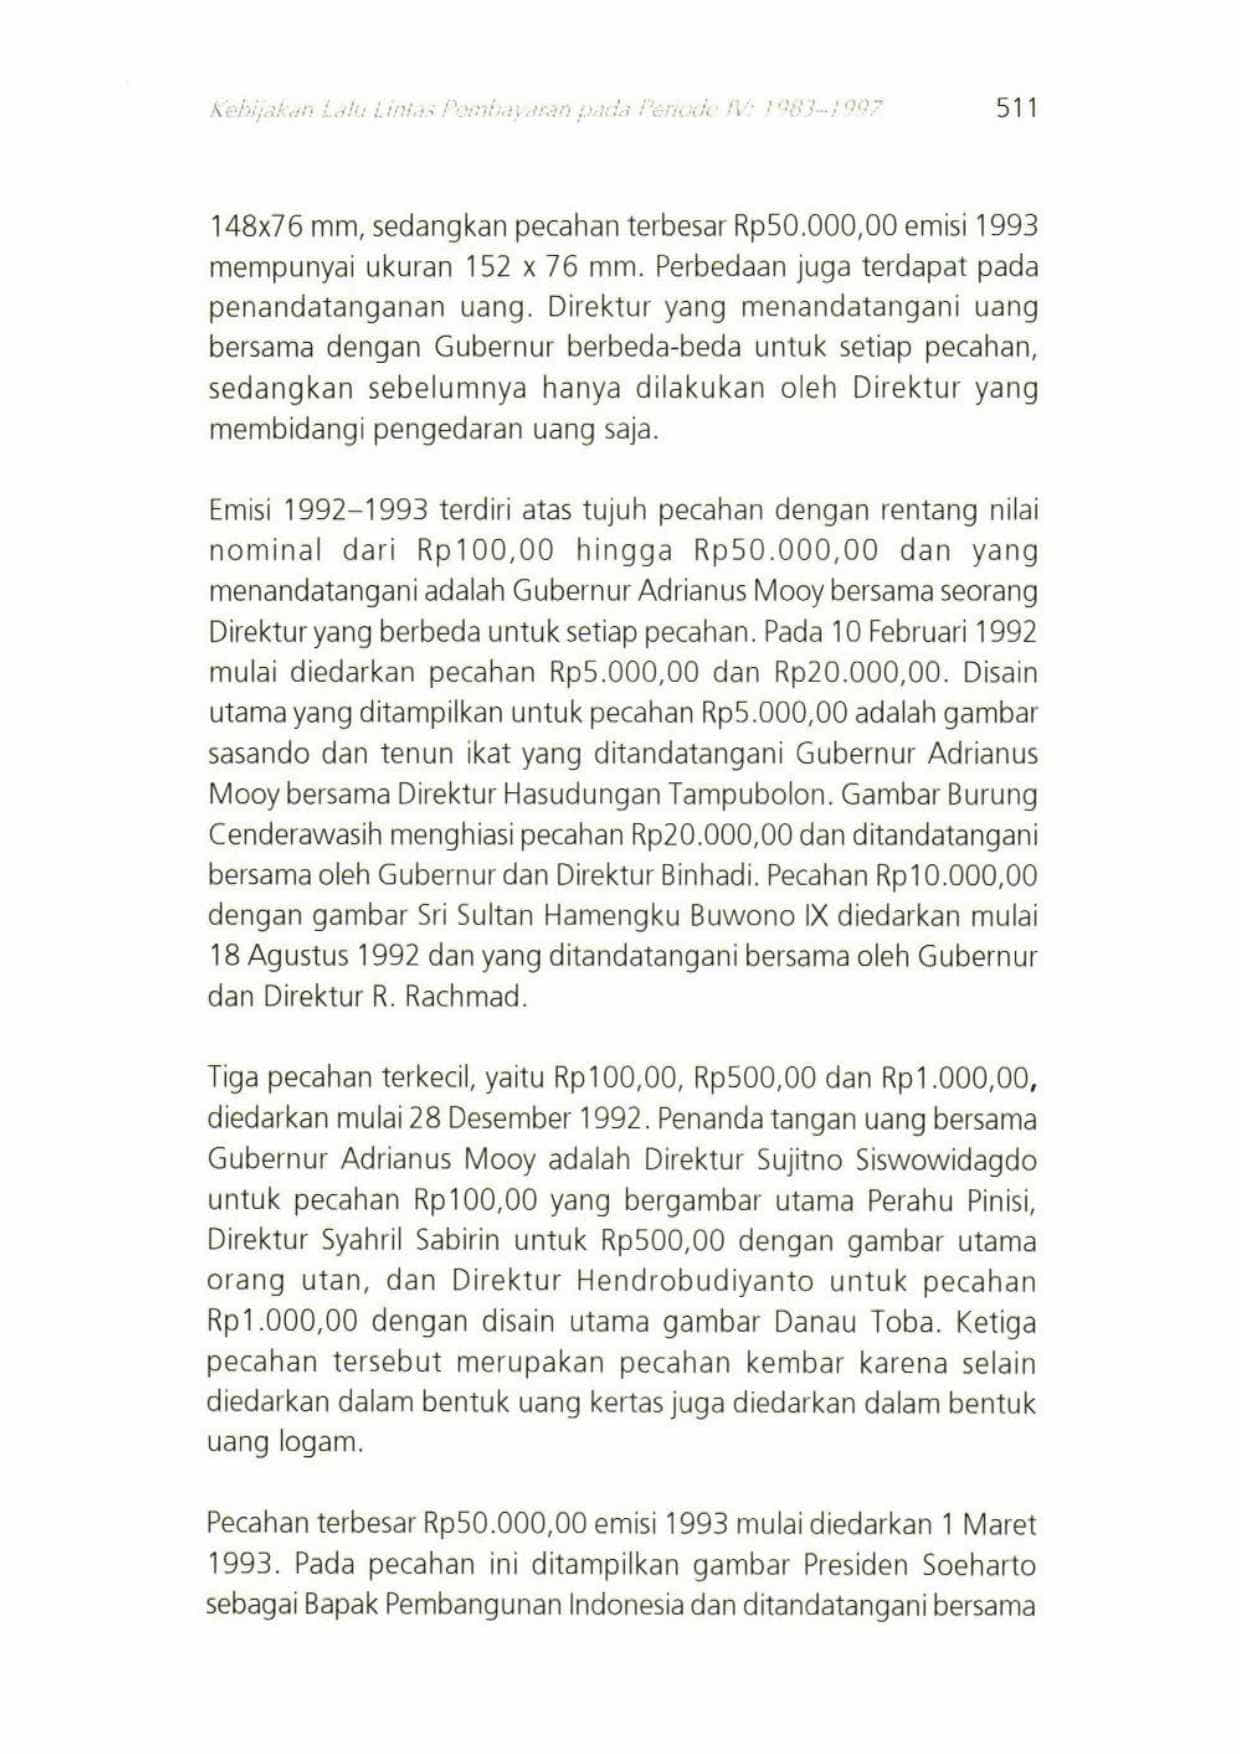 Kebijakan Lalu Lintas Pembayaran pada Periode IV: 1983–1997 511
148x76 mm, sedangkan pecahan terbesar Rp50.000,00 emisi 1993
mempunyai ukuran 152 x 76 mm. Perbedaan juga terdapat pada
penandatanganan uang. Direktur yang menandatangani uang
bersama dengan Gubernur berbeda-beda untuk setiap pecahan,
sedangkan sebelumnya hanya dilakukan oleh Direktur yang
membidangi pengedaran uang saja.
Emisi 1992–1993 terdiri atas tujuh pecahan dengan rentang nilai
nominal dari Rp100,00 hingga Rp50.000,00 dan yang
menandatangani adalah Gubernur Adrianus Mooy bersama seorang
Direktur yang berbeda untuk setiap pecahan. Pada 10 Februari 1992
mulai diedarkan pecahan Rp5.000,00 dan Rp20.000,00. Disain
utama yang ditampilkan untuk pecahan Rp5.000,00 adalah gambar
sasando dan tenun ikat yang ditandatangani Gubernur Adrianus
Mooy bersama Direktur Hasudungan Tampubolon. Gambar Burung
Cenderawasih menghiasi pecahan Rp20.000,00 dan ditandatangani
bersama oleh Gubernur dan Direktur Binhadi. Pecahan Rp10.000,00
dengan gambar Sri Sultan Hamengku Buwono IX diedarkan mulai
18 Agustus 1992 dan yang ditandatangani bersama oleh Gubernur
dan Direktur R. Rachmad.
Tiga pecahan terkecil, yaitu Rp100,00, Rp500,00 dan Rp1.000,00,
diedarkan mulai 28 Desember 1992. Penanda tangan uang bersama
Gubernur Adrianus Mooy adalah Direktur Sujitno Siswowidagdo
untuk pecahan Rp100,00 yang bergambar utama Perahu Pinisi,
Direktur Syahril Sabirin untuk Rp500,00 dengan gambar utama
orang utan, dan Direktur Hendrobudiyanto untuk pecahan
Rp1.000,00 dengan disain utama gambar Danau Toba. Ketiga
pecahan tersebut merupakan pecahan kembar karena selain
diedarkan dalam bentuk uang kertas juga diedarkan dalam bentuk
uang logam.
Pecahan terbesar Rp50.000,00 emisi 1993 mulai diedarkan 1 Maret
1993. Pada pecahan ini ditampilkan gambar Presiden Soeharto
sebagai Bapak Pembangunan Indonesia dan ditandatangani bersama